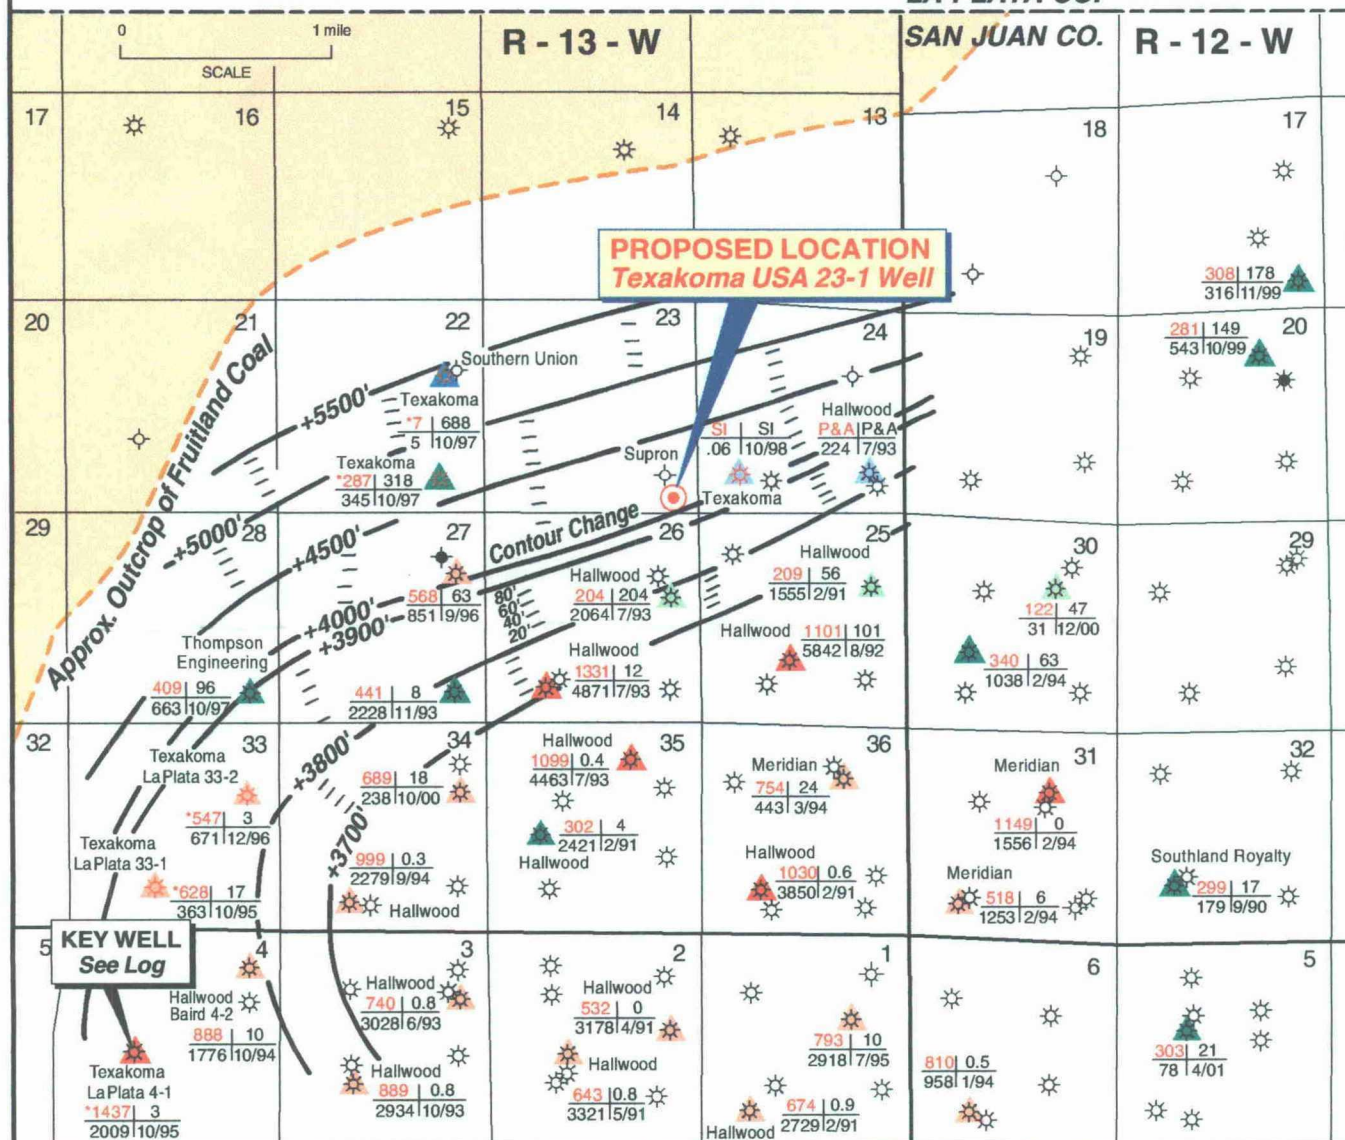 LA PLATA CO.
0 1 mile
SCALE
R - 13 - W
SAN JUAN CO.
R - 12 - W
17 16 15 14 13 18 17
PROPOSED LOCATION
Texakoma USA 23-1 Well
308 178
316 11/99
20 21 22 23 24 19 20
281 149
543 10/99
Approx. Outcrop of Fruitland Coal
+5500'
Southern Union
Texakoma
*7 688
5 10/97
Texakoma
*287 318
345 10/97
Supron
SI SI
.06 10/98
Texakoma
Hallwood
P&A P&A
224 7/93
29 28 27 26 25 30 29
+5000'
+4500'
+4000'
+3900'
Contour Change
80'
60'
40'
20'
568 63
851 9/96
Hallwood
204 204
2064 7/93
Hallwood
209 56
1555 2/91
122 47
31 12/00
Thompson
Engineering
409 96
663 10/97
441 8
2228 11/93
Hallwood
1331 12
4871 7/93
Hallwood
1101 101
5842 8/92
340 63
1038 2/94
32 33 34 35 36 31 32
Texakoma
LaPlata 33-2
*547 3
671 12/96
+3800'
+3700'
689 18
238 10/00
Hallwood
1099 0.4
4463 7/93
Meridian
754 24
443 3/94
Meridian
1149 0
1556 2/94
Texakoma
LaPlata 33-1
*628 17
363 10/95
999 0.3
2279 9/94
Hallwood
302 4
2421 2/91
Hallwood
Hallwood
1030 0.6
3850 2/91
Meridian
518 6
1253 2/94
Southland Royalty
299 17
179 9/90
5 4 3 2 1 6 5
KEY WELL
See Log
Hallwood
Baird 4-2
888 10
1776 10/94
Hallwood
740 0.8
3028 6/93
Hallwood
532 0
3178 4/91
793 10
2918 7/95
810 0.5
958 1/94
303 21
78 4/01
Texakoma
LaPlata 4-1
*1437 3
2009 10/95
Hallwood
889 0.8
2934 10/93
Hallwood
643 0.8
3321 5/91
674 0.9
2729 2/91
Hallwood